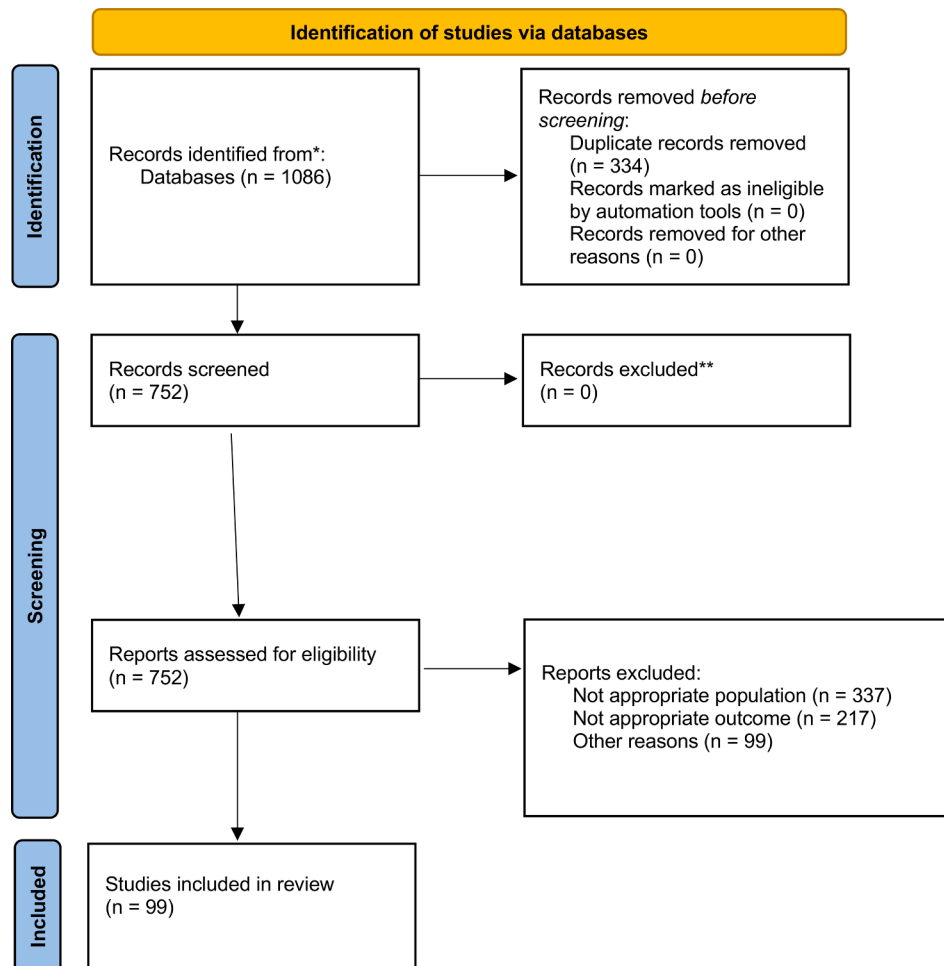 Identification of studies via databases
Identification
Records identified from*:
Databases (n = 1086)
Records removed before
screening:
Duplicate records removed
(n = 334)
Records marked as ineligible
by automation tools (n = 0)
Records removed for other
reasons (n = 0)
Screening
Records screened
(n = 752)
Records excluded**
(n = 0)
Reports assessed for eligibility
(n = 752)
Reports excluded:
Not appropriate population (n = 337)
Not appropriate outcome (n = 217)
Other reasons (n = 99)
Included
Studies included in review
(n = 99)